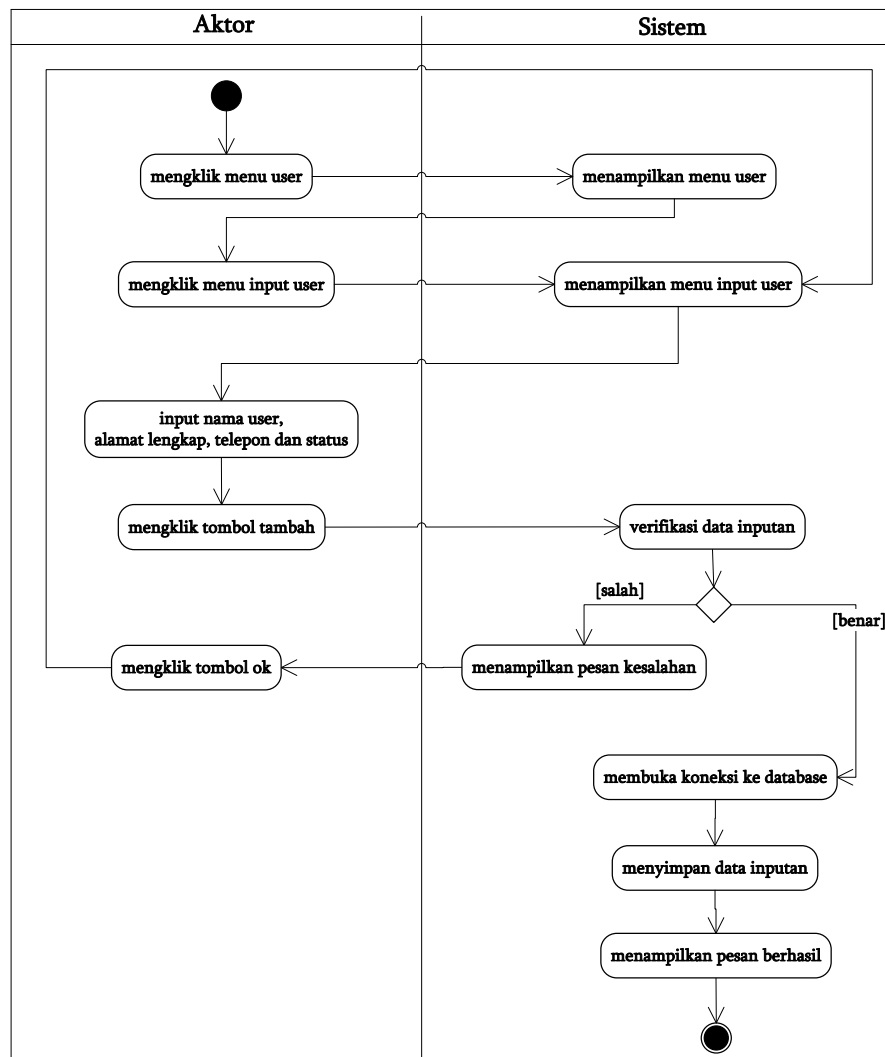 Aktor
Sistem
mengklik menu user
menampilkan menu user
mengklik menu input user
menampilkan menu input user
input nama user,
alamat lengkap, telepon dan status
mengklik tombol tambah
verifikasi data inputan
[salah]
[benar]
mengklik tombol ok
menampilkan pesan kesalahan
membuka koneksi ke database
menyimpan data inputan
menampilkan pesan berhasil